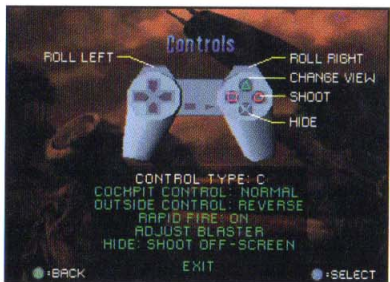 Controls
ROLL LEFT
ROLL RIGHT
CHANGE VIEW
SHOOT
HIDE
CONTROL TYPE: C
COCKPIT CONTROL: NORMAL
OUTSIDE CONTROL: REVERSE
RAPID FIRE: ON
ADJUST BLASTER
HIDE: SHOOT OFF-SCREEN
EXIT
:BACK
:SELECT